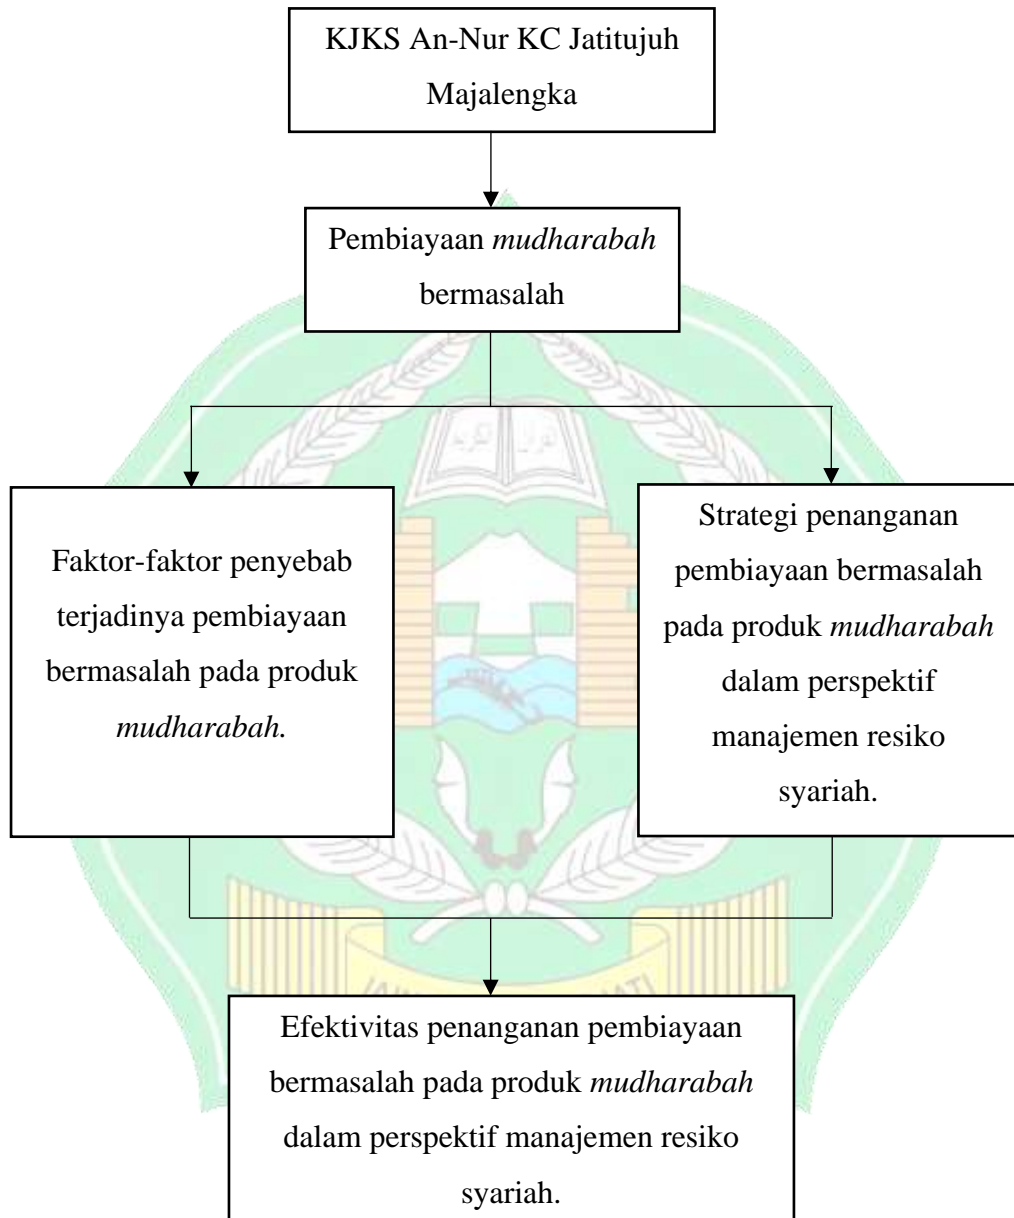 KJKS An-Nur KC Jatitujuh
Majalengka
Pembiayaan mudharabah
bermasalah
Faktor-faktor penyebab
terjadinya pembiayaan
bermasalah pada produk
mudharabah.
Strategi penanganan
pembiayaan bermasalah
pada produk mudharabah
dalam perspektif
manajemen resiko
syariah.
Efektivitas penanganan pembiayaan
bermasalah pada produk mudharabah
dalam perspektif manajemen resiko
syariah.